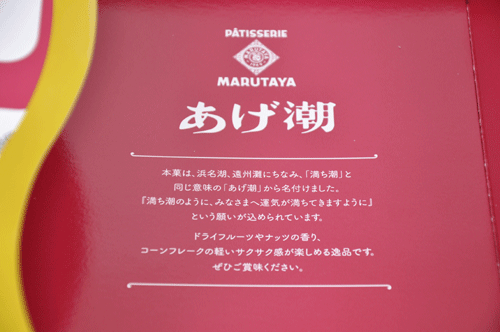 PÂTISSERIE
MARUTAYA
MARUTAYA
あげ潮
本菓は、浜名湖、遠州灘にちなみ、「満ち潮」と
同じ意味の「あげ潮」から名付けました。
『満ち潮のように、みなさまへ運気が満ちてきますように』
という願いが込められています。
ドライフルーツやナッツの香り、
コーンフレークの軽いサクサク感が楽しめる逸品です。
ぜひご賞味ください。